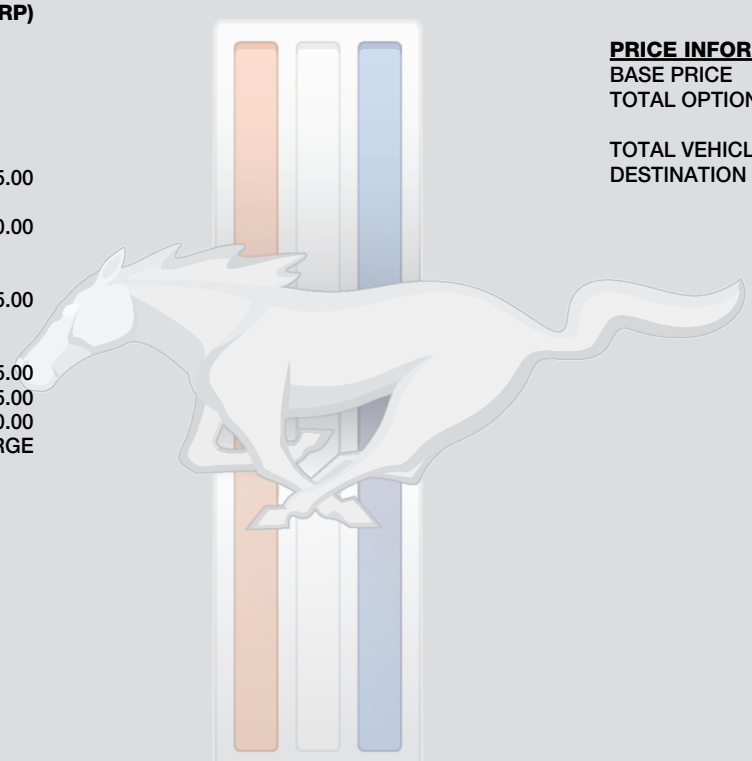 RP)
5.00
0.00
5.00
5.00
5.00
0.00
RGE
PRICE INFOR
BASE PRICE
TOTAL OPTION
TOTAL VEHICL
DESTINATION